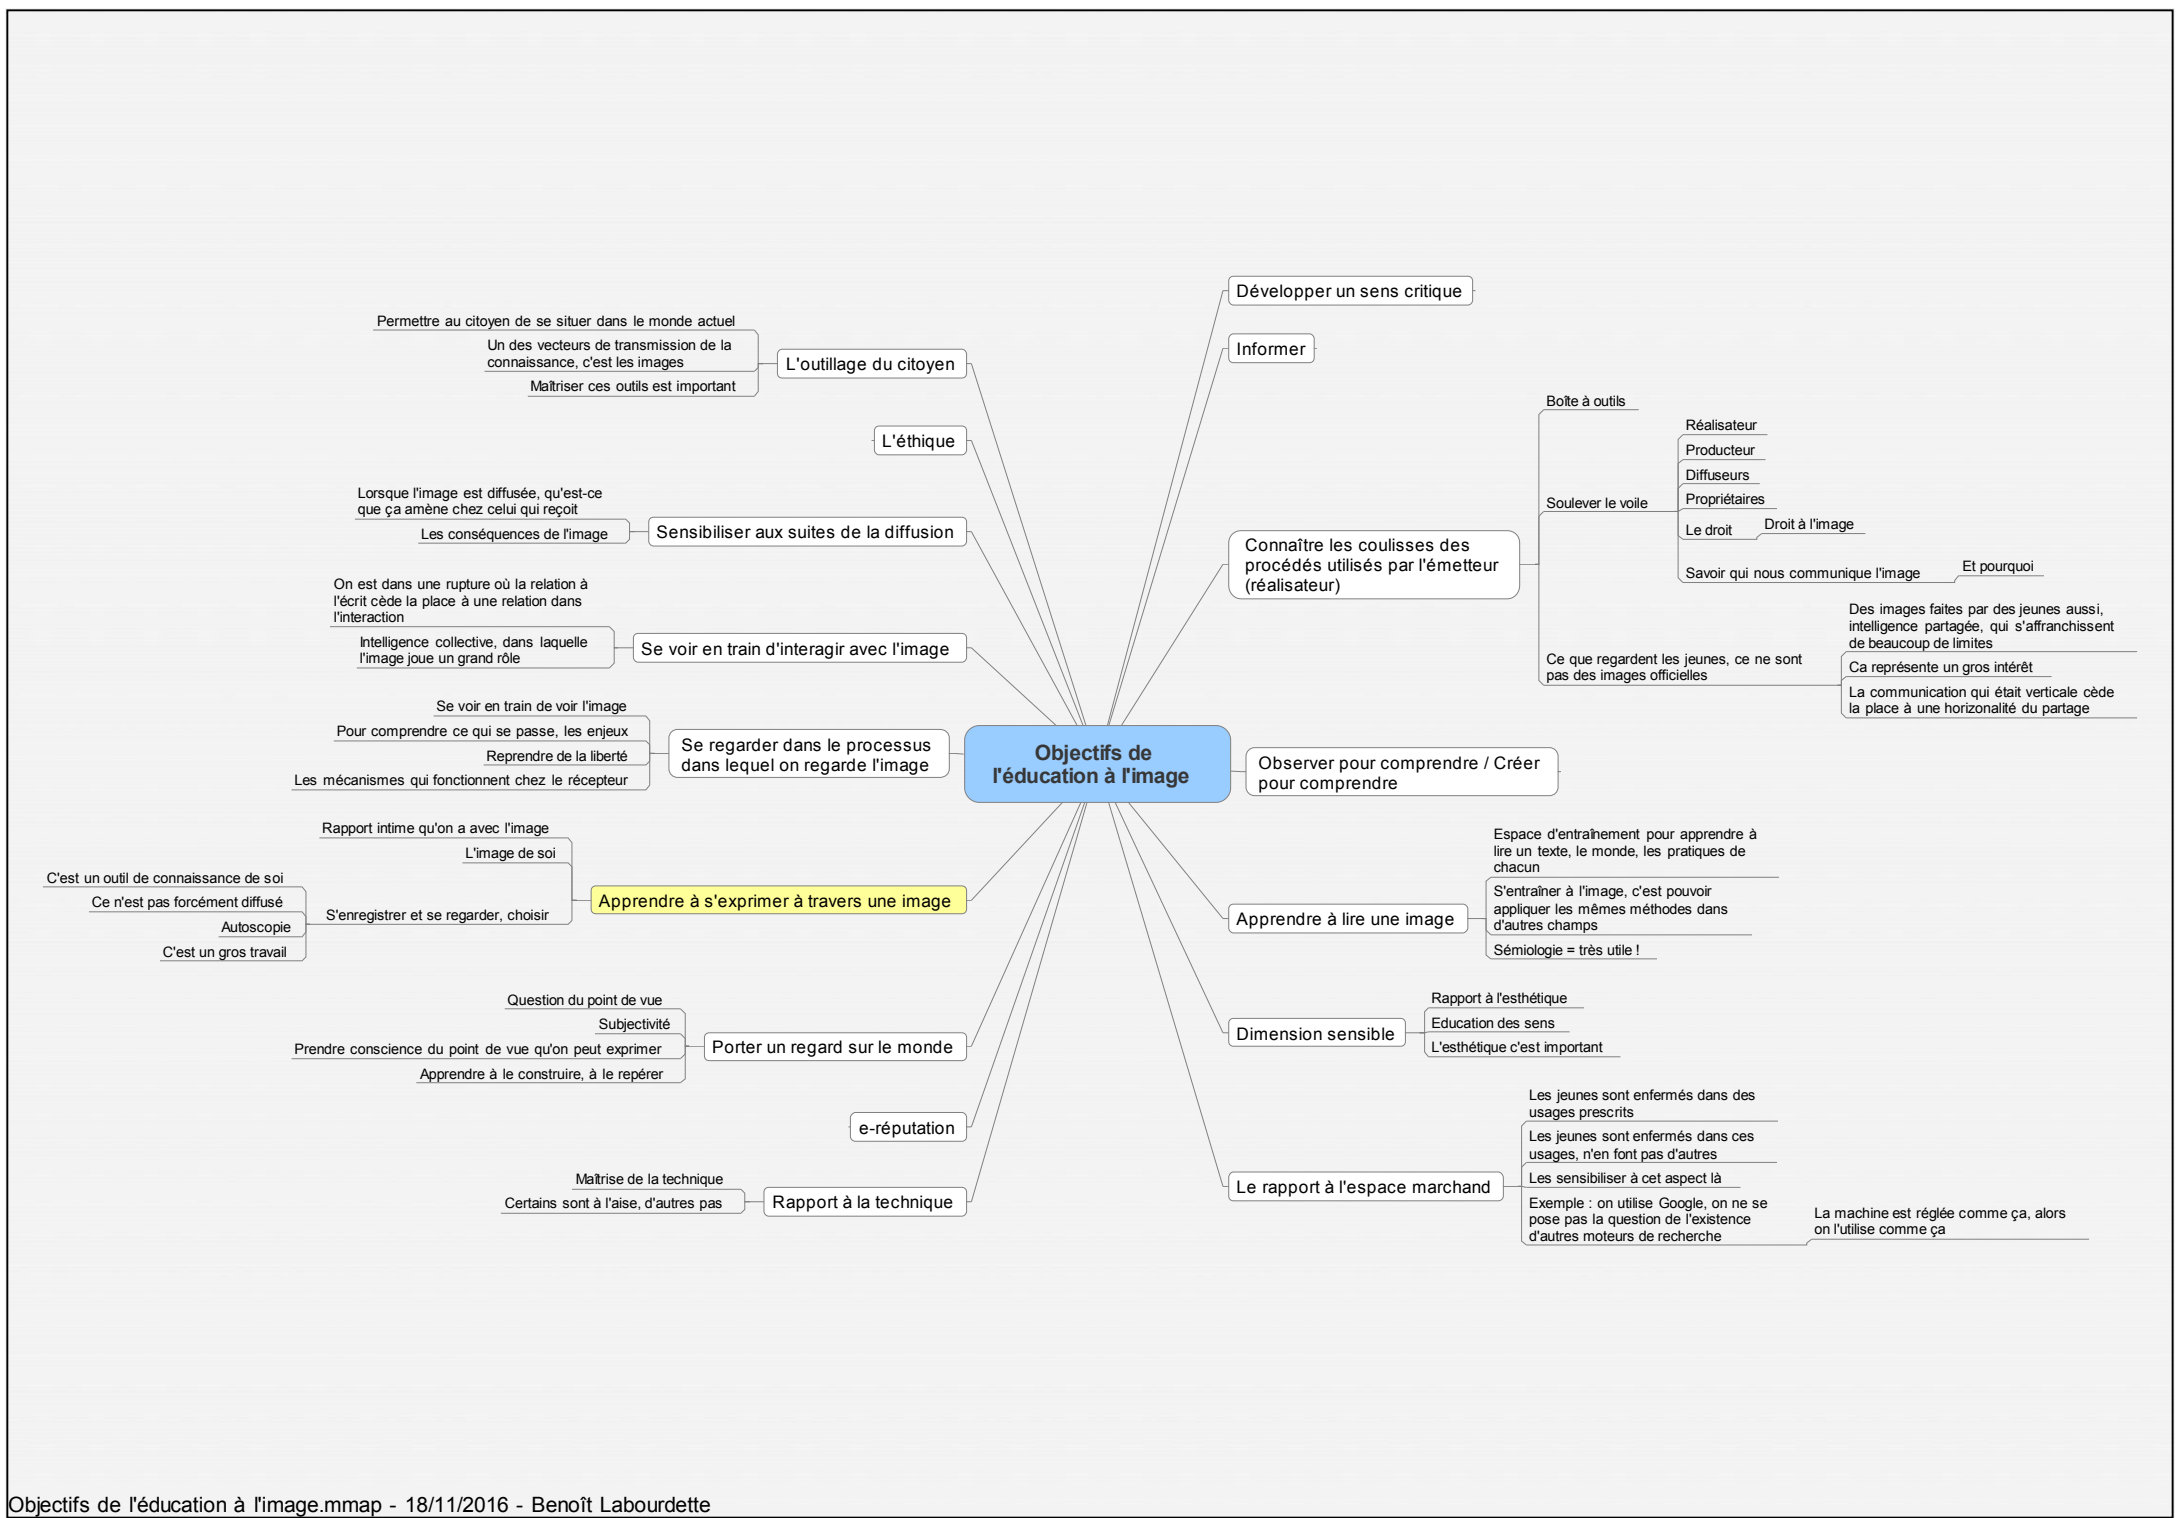 Développer un sens critique
Informer
Connaître les coulisses des
procédés utilisés par l'émetteur
(réalisateur)
Boîte à outils
Soulever le voile
Réalisateur
Producteur
Diffuseurs
Propriétaires
Le droit
Droit à l'image
Savoir qui nous communique l'image
Et pourquoi
Ce que regardent les jeunes, ce ne sont
pas des images officielles
Des images faites par des jeunes aussi,
intelligence partagée, qui s'affranchissent
de beaucoup de limites
Ca représente un gros intérêt
La communication qui était verticale cède
la place à une horizonalité du partage
Objectifs de
l'éducation à l'image
Observer pour comprendre / Créer
pour comprendre
Apprendre à lire une image
Espace d'entraînement pour apprendre à
lire un texte, le monde, les pratiques de
chacun
S'entraîner à l'image, c'est pouvoir
appliquer les mêmes méthodes dans
d'autres champs
Sémiologie = très utile !
Dimension sensible
Rapport à l'esthétique
Education des sens
L'esthétique c'est important
Le rapport à l'espace marchand
Les jeunes sont enfermés dans des
usages prescrits
Les jeunes sont enfermés dans ces
usages, n'en font pas d'autres
Les sensibiliser à cet aspect là
Exemple : on utilise Google, on ne se
pose pas la question de l'existence
d'autres moteurs de recherche
La machine est réglée comme ça, alors
on l'utilise comme ça
L'outillage du citoyen
Permettre au citoyen de se situer dans le monde actuel
Un des vecteurs de transmission de la
connaissance, c'est les images
Maîtriser ces outils est important
L'éthique
Sensibiliser aux suites de la diffusion
Lorsque l'image est diffusée, qu'est-ce
que ça amène chez celui qui reçoit
Les conséquences de l'image
Se voir en train d'interagir avec l'image
On est dans une rupture où la relation à
l'écrit cède la place à une relation dans
l'interaction
Intelligence collective, dans laquelle
l'image joue un grand rôle
Se regarder dans le processus
dans lequel on regarde l'image
Se voir en train de voir l'image
Pour comprendre ce qui se passe, les enjeux
Reprendre de la liberté
Les mécanismes qui fonctionnent chez le récepteur
Apprendre à s'exprimer à travers une image
Rapport intime qu'on a avec l'image
L'image de soi
S'enregistrer et se regarder, choisir
C'est un outil de connaissance de soi
Ce n'est pas forcément diffusé
Autoscopie
C'est un gros travail
Porter un regard sur le monde
Question du point de vue
Subjectivité
Prendre conscience du point de vue qu'on peut exprimer
Apprendre à le construire, à le repérer
e-réputation
Rapport à la technique
Maîtrise de la technique
Certains sont à l'aise, d'autres pas
Objectifs de l'éducation à l'image.mmap - 18/11/2016 - Benoît Labourdette